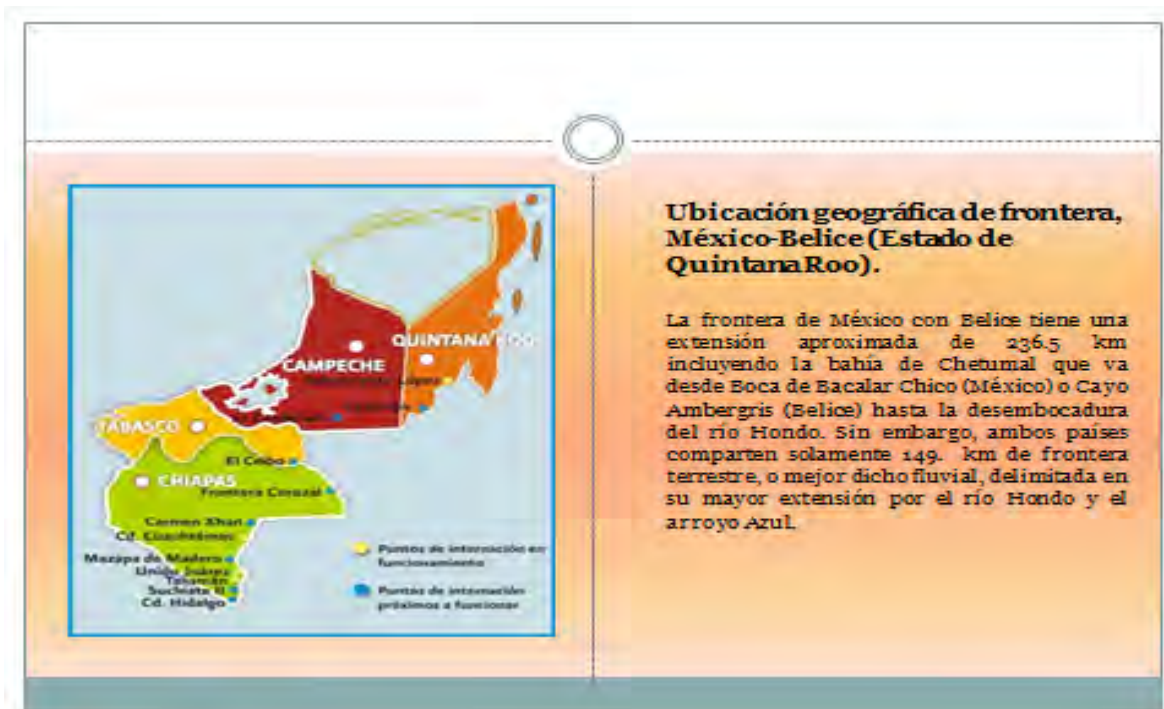 QUINTANA ROO
CAMPECHE
TABASCO
El Ceibo
CHIAPAS
Frontera Corozal
Carmen Xhan
Cd. Cuauhtémoc
Mazapa de Madero
Unión Juárez
Talismán
Suchiate II
Cd. Hidalgo
Puntos de internación en
funcionamiento
Puntos de internación
próximos a funcionar
Ubicación geográfica de frontera,
México-Belice (Estado de
Quintana Roo).
La frontera de México con Belice tiene una
extensión aproximada de 236.5 km
incluyendo la bahía de Chetumal que va
desde Boca de Bacalar Chico (México) o Cayo
Ambergris (Belice) hasta la desembocadura
del río Hondo. Sin embargo, ambos países
comparten solamente 149. km de frontera
terrestre, o mejor dicho fluvial, delimitada en
su mayor extensión por el río Hondo y el
arroyo Azul.